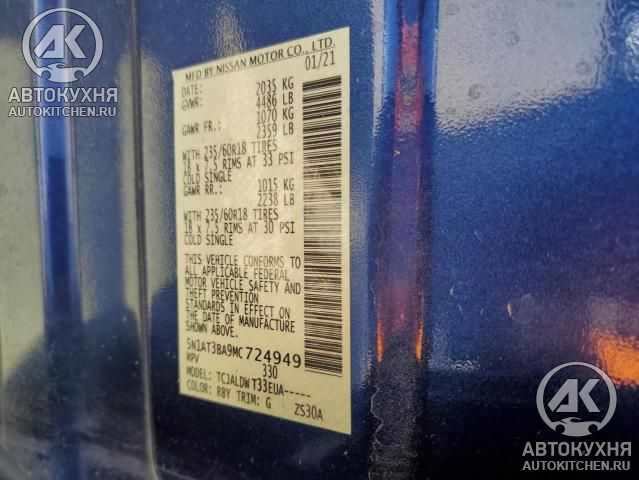 AK
АВТОКУХНЯ
AUTOKITCHEN.RU
MFD BY NISSAN MOTOR CO., LTD.
DATE: 01/21
GVWR: 2035 KG
4486 LB
GAWR FR.: 1070 KG
2359 LB
WITH 235/60R18 TIRES
18 x 7.5 RIMS AT 33 PSI
COLD SINGLE
GAWR RR.: 1015 KG
2238 LB
WITH 235/60R18 TIRES
18 x 7.5 RIMS AT 30 PSI
COLD SINGLE
THIS VEHICLE CONFORMS TO
ALL APPLICABLE FEDERAL
MOTOR VEHICLE SAFETY AND
THEFT PREVENTION
STANDARDS IN EFFECT ON
THE DATE OF MANUFACTURE
SHOWN ABOVE.
5N1AT3BA9MC724949
MPV 330
MODEL: TCJALDWT33EUA-----
COLOR: RBY TRIM: G ZS30A
AK
АВТОКУХНЯ
AUTOKITCHEN.RU